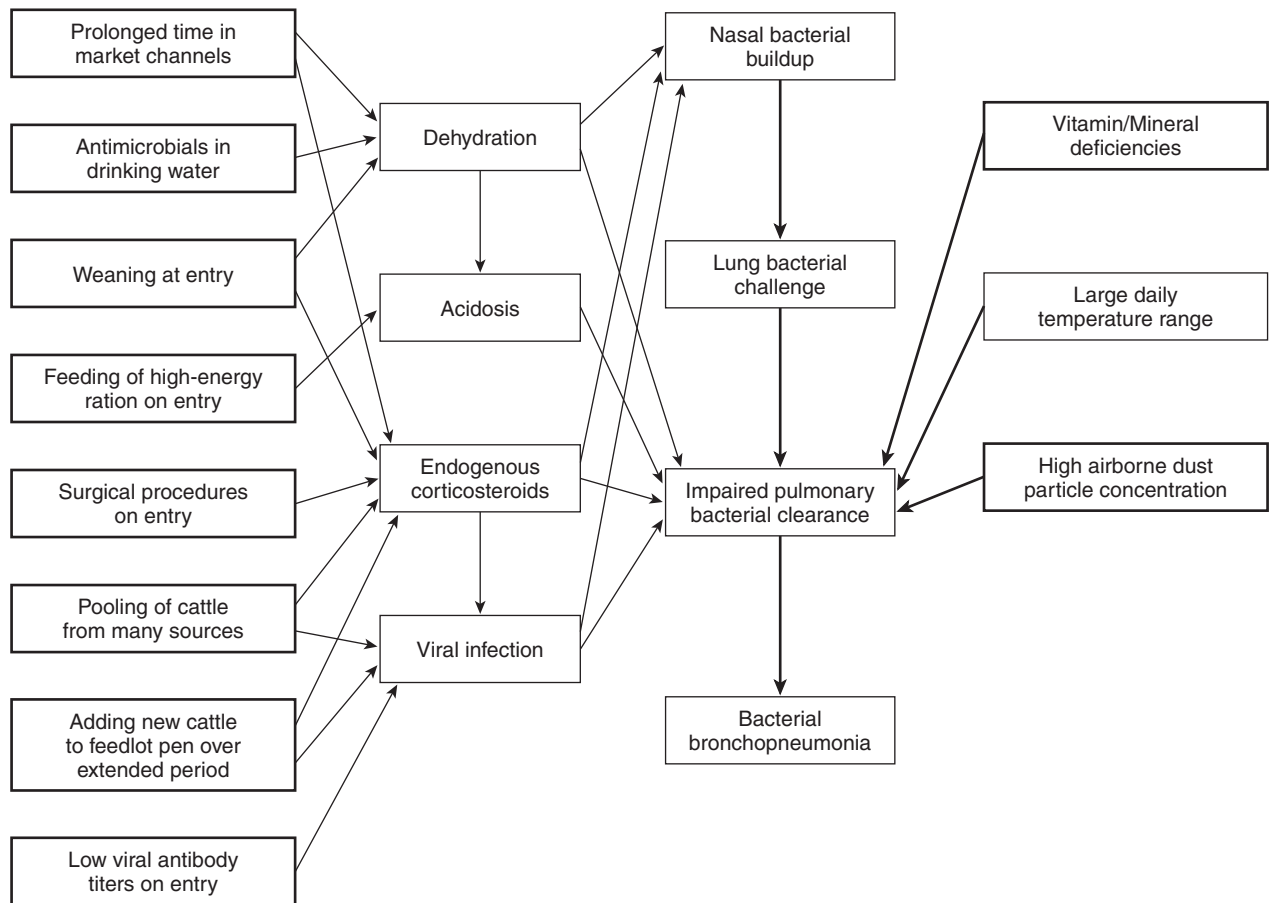 Prolonged time in
market channels
Antimicrobials in
drinking water
Weaning at entry
Feeding of high-energy
ration on entry
Surgical procedures
on entry
Pooling of cattle
from many sources
Adding new cattle
to feedlot pen over
extended period
Low viral antibody
titers on entry
Dehydration
Acidosis
Endogenous
corticosteroids
Viral infection
Nasal bacterial
buildup
Lung bacterial
challenge
Impaired pulmonary
bacterial clearance
Bacterial
bronchopneumonia
Vitamin/Mineral
deficiencies
Large daily
temperature range
High airborne dust
particle concentration